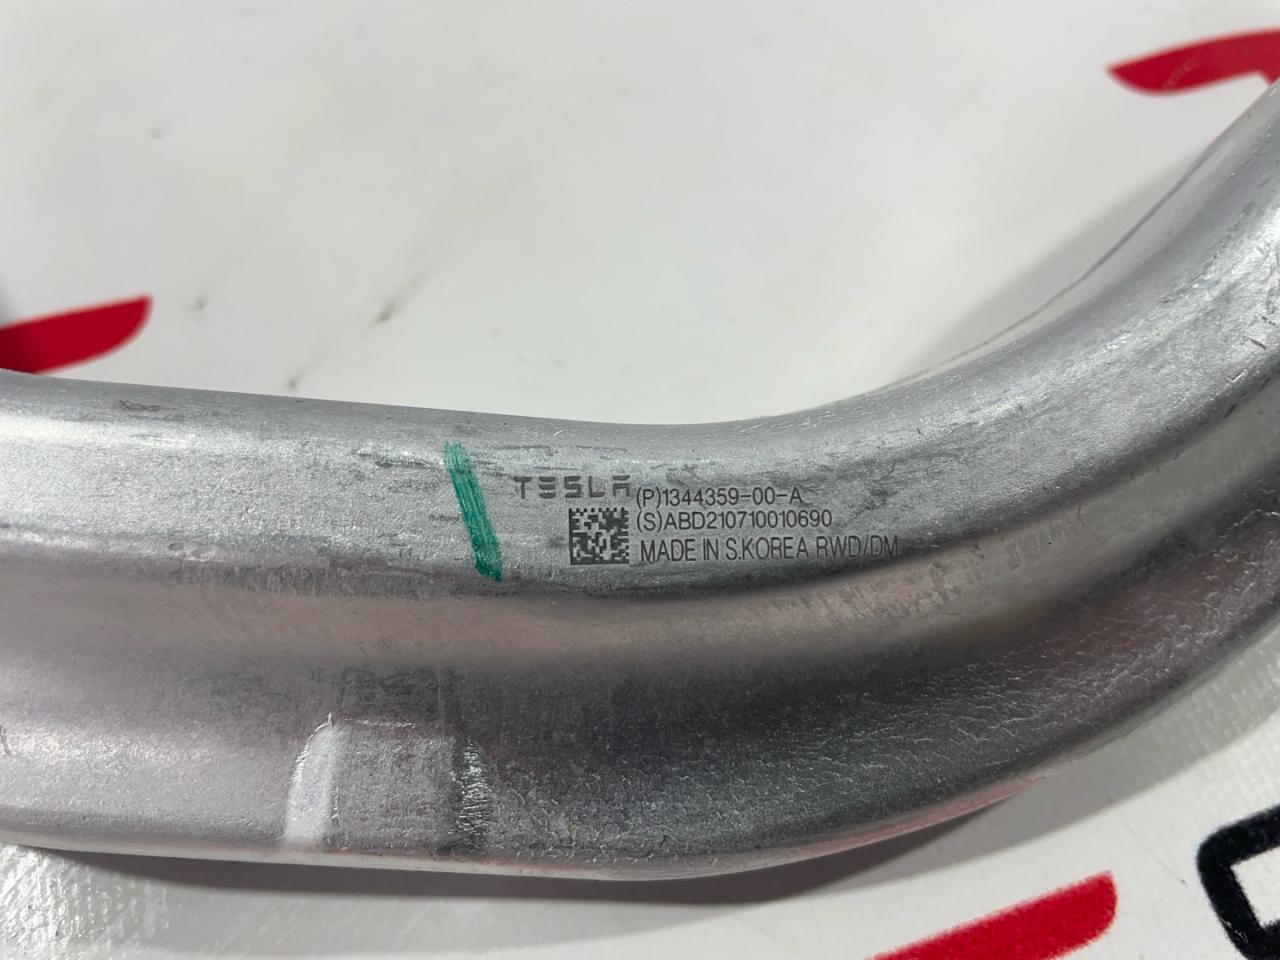 TESLA (P)1344359-00-A
(S)ABD210710010690
MADE IN S.KOREA RWD/DM